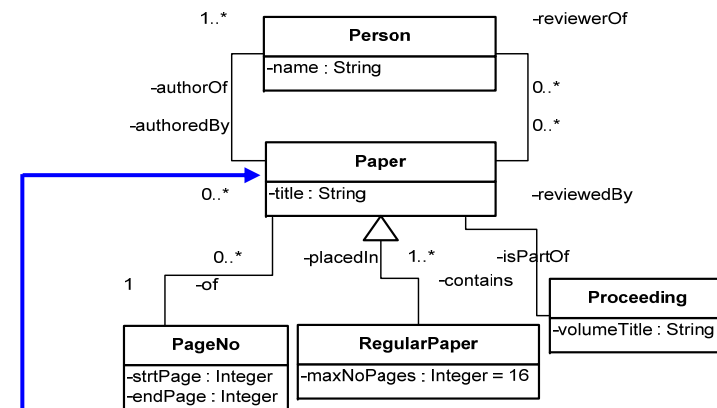 1..*
Person
-reviewerOf
-name : String
-authorOf
0..*
-authoredBy
0..*
Paper
0..*
-title : String
-reviewedBy
0..*
-placedIn
1..*
-isPartOf
1
-of
-contains
Proceeding
-volumeTitle : String
PageNo
RegularPaper
-strtPage : Integer
-maxNoPages : Integer = 16
-endPage : Integer